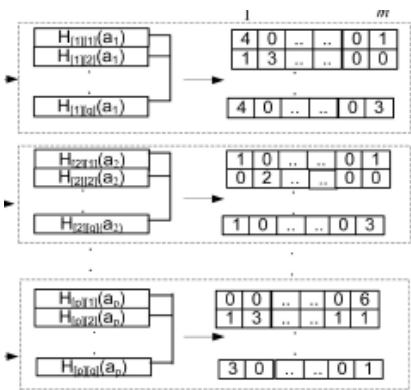 1 m
H[1][1](a1) 4 0 .. .. 0 1
H[1][2](a1) 1 3 .. .. 0 0
H[1][q](a1) 4 0 .. .. 0 3
H[2][1](a2) 1 0 .. .. 0 1
H[2][2](a2) 0 2 .. .. 0 0
H[2][q](a2) 1 0 .. .. 0 3
H[p][1](ap) 0 0 .. .. 0 6
H[p][2](ap) 1 3 .. .. 1 1
H[p][q](ap) 3 0 .. .. 0 1